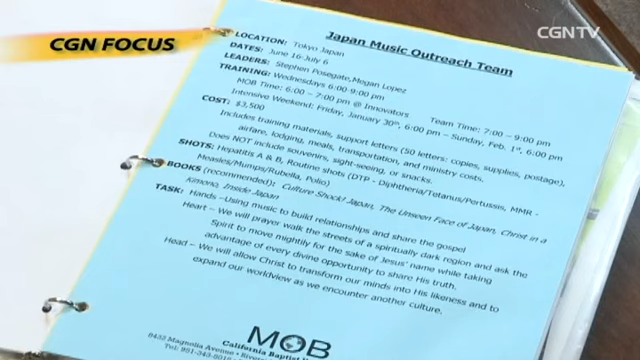 CGN FOCUS
CGNTV
Japan Music Outreach Team
LOCATION: Tokyo Japan
DATES: June 16-July 6
LEADERS: Stephen Posegate, Megan Lopez
TRAINING: Wednesdays 6:00-9:00 pm
MOB Time: 6:00 – 7:00 pm @ Innovators Team Time: 7:00 – 9:00 pm
Intensive Weekend: Friday, January 30th, 6:00 pm – Sunday, Feb. 1st, 6:00 pm
COST: $3,500
Includes training materials, support letters (50 letters: copies, supplies, postage),
airfare, lodging, meals, transportation, and ministry costs.
Does NOT include souvenirs, sight-seeing, or snacks.
SHOTS: Hepatitis A & B, Routine shots (DTP - Diphtheria/Tetanus/Pertussis, MMR -
Measles/Mumps/Rubella, Polio)
BOOKS (recommended): Culture Shock! Japan, The Unseen Face of Japan, Christ in a
Kimono, Inside Japan
TASK: Hands –Using music to build relationships and share the gospel
Heart – We will prayer walk the streets of a spiritually dark region and ask the
Spirit to move mightily for the sake of Jesus' name while taking
advantage of every divine opportunity to share His truth.
Head – We will allow Christ to transform our minds into His likeness and to
expand our worldview as we encounter another culture.
MOB
California Baptist
8432 Magnolia Avenue
Tel: 951-343